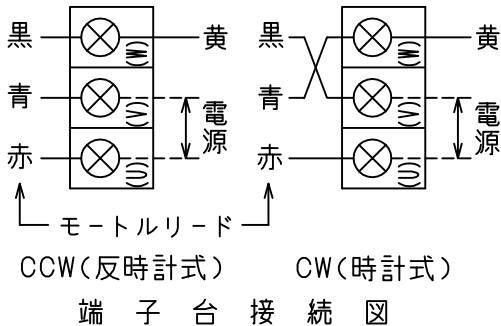 黒 (W) 黄 黒 (W) 黄
青 (V) 電源 青 (V) 電源
赤 (U) 赤 (U)
モートルリード
CCW(反時計式) CW(時計式)
端子台接続図